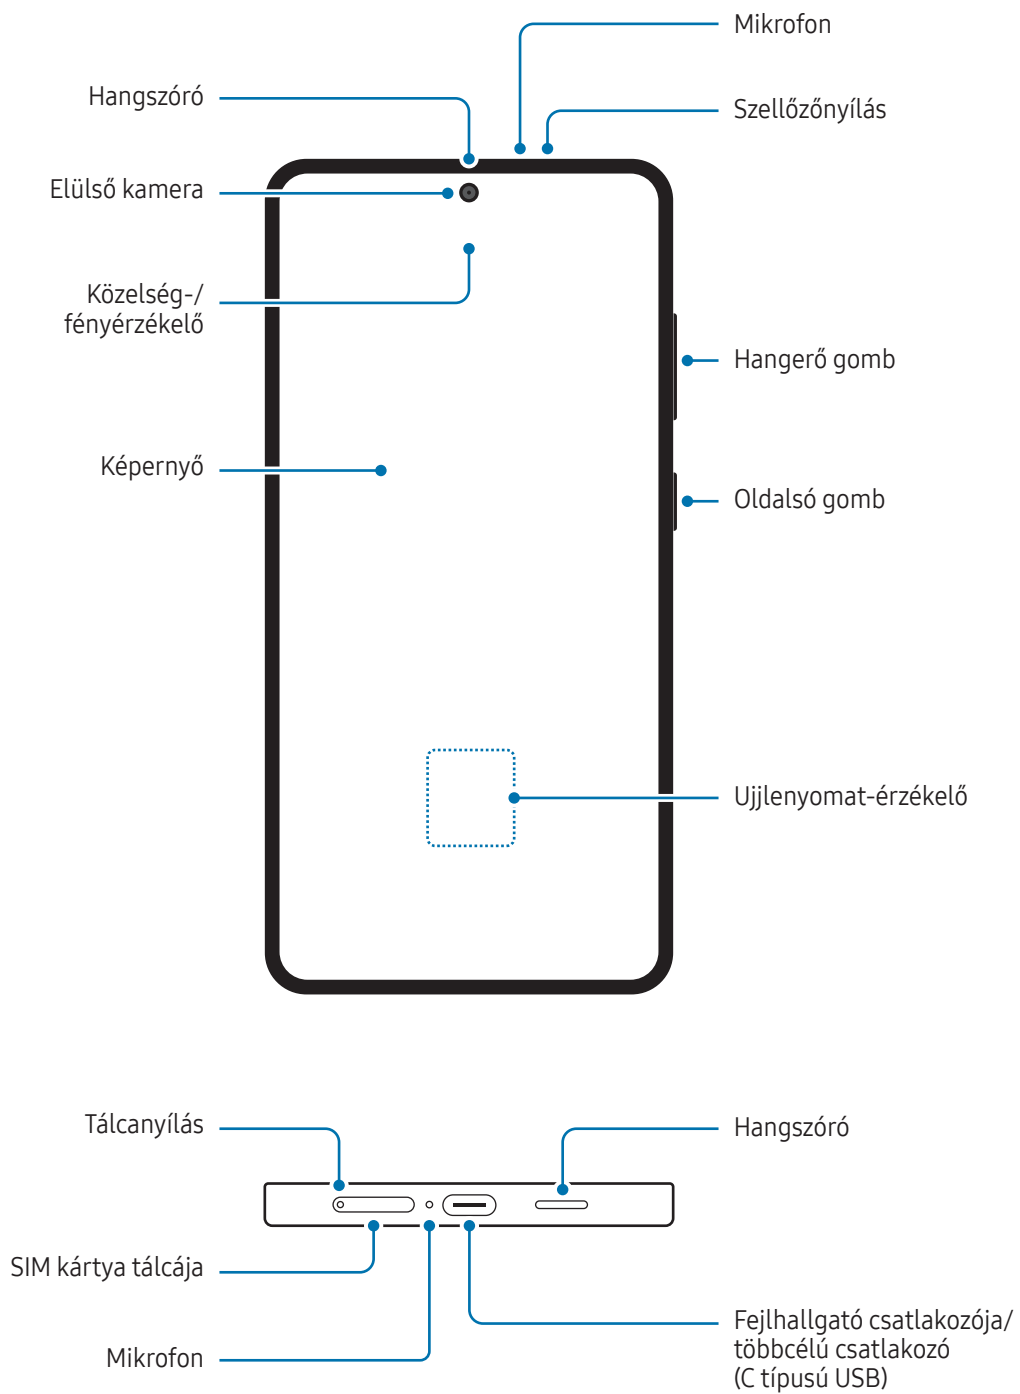 Mikrofon
Hangszóró
Szellőzőnyílás
Elülső kamera
Közelség-/
fényérzékelő
Hangerő gomb
Képernyő
Oldalsó gomb
Ujjlenyomat-érzékelő
Tálcanyílás
Hangszóró
SIM kártya tálcája
Mikrofon
Fejlhallgató csatlakozója/
többcélú csatlakozó
(C típusú USB)